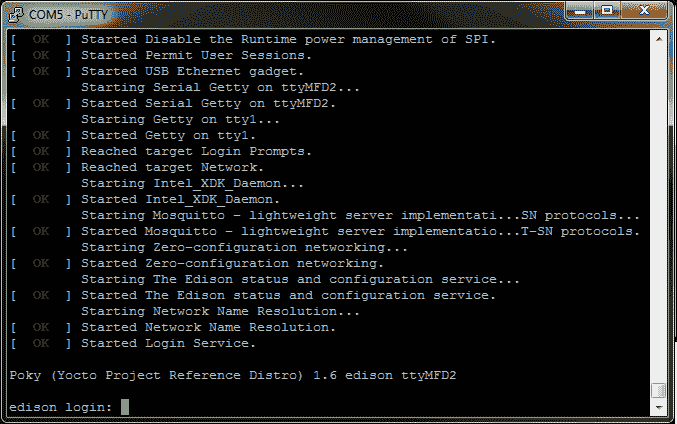 COM5 - PuTTY
[  OK  ] Started Disable the Runtime power management of SPI.
[  OK  ] Started Permit User Sessions.
[  OK  ] Started USB Ethernet gadget.
         Starting Serial Getty on ttyMFD2...
[  OK  ] Started Serial Getty on ttyMFD2.
         Starting Getty on tty1...
[  OK  ] Started Getty on tty1.
[  OK  ] Reached target Login Prompts.
[  OK  ] Reached target Network.
         Starting Intel_XDK_Daemon...
[  OK  ] Started Intel_XDK_Daemon.
         Starting Mosquitto - lightweight server implementati...SN protocols...
[  OK  ] Started Mosquitto - lightweight server implementatio...T-SN protocols.
         Starting Zero-configuration networking...
[  OK  ] Started Zero-configuration networking.
         Starting The Edison status and configuration service...
[  OK  ] Started The Edison status and configuration service.
         Starting Network Name Resolution...
[  OK  ] Started Network Name Resolution.
[  OK  ] Started Login Service.
Poky (Yocto Project Reference Distro) 1.6 edison ttyMFD2
edison login: